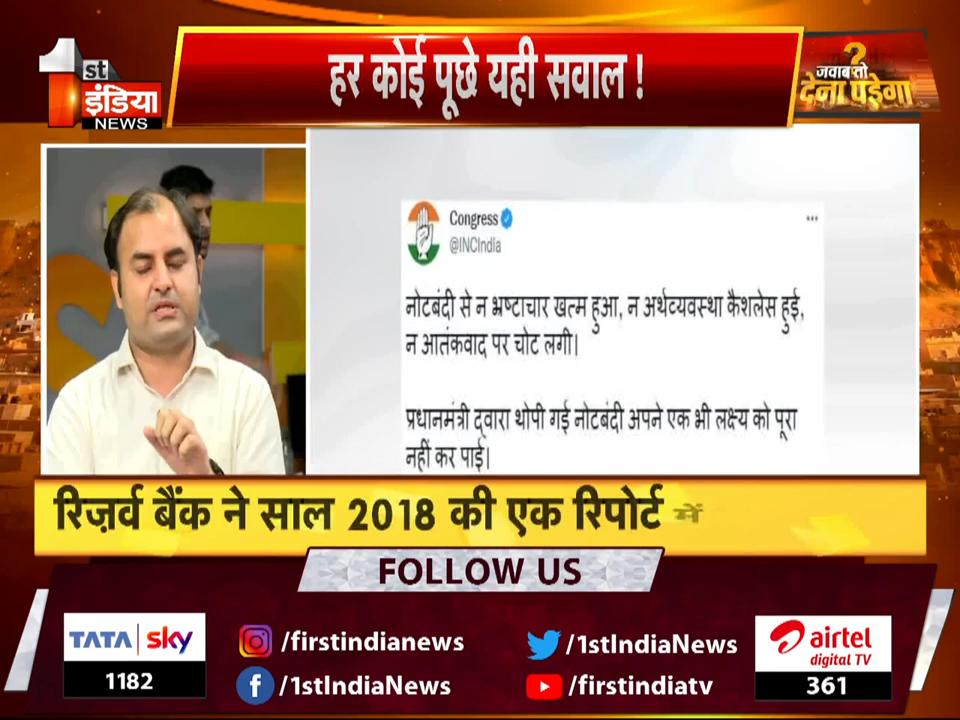 1st
इंडिया
NEWS
हर कोई पूछे यही सवाल !
?
जवाब तो
देना पड़ेगा
Congress
@INCIndia
नोटबंदी से न भ्रष्टाचार खत्म हुआ, न अर्थव्यवस्था कैशलेस हुई,
न आतंकवाद पर चोट लगी।
प्रधानमंत्री द्वारा थोपी गई नोटबंदी अपने एक भी लक्ष्य को पूरा
नहीं कर पाई।
रिज़र्व बैंक ने साल 2018 की एक रिपोर्ट में
FOLLOW US
TATA sky
1182
/firstindianews
/1stIndiaNews
/1stIndiaNews
/firstindiatv
airtel
digital TV
361